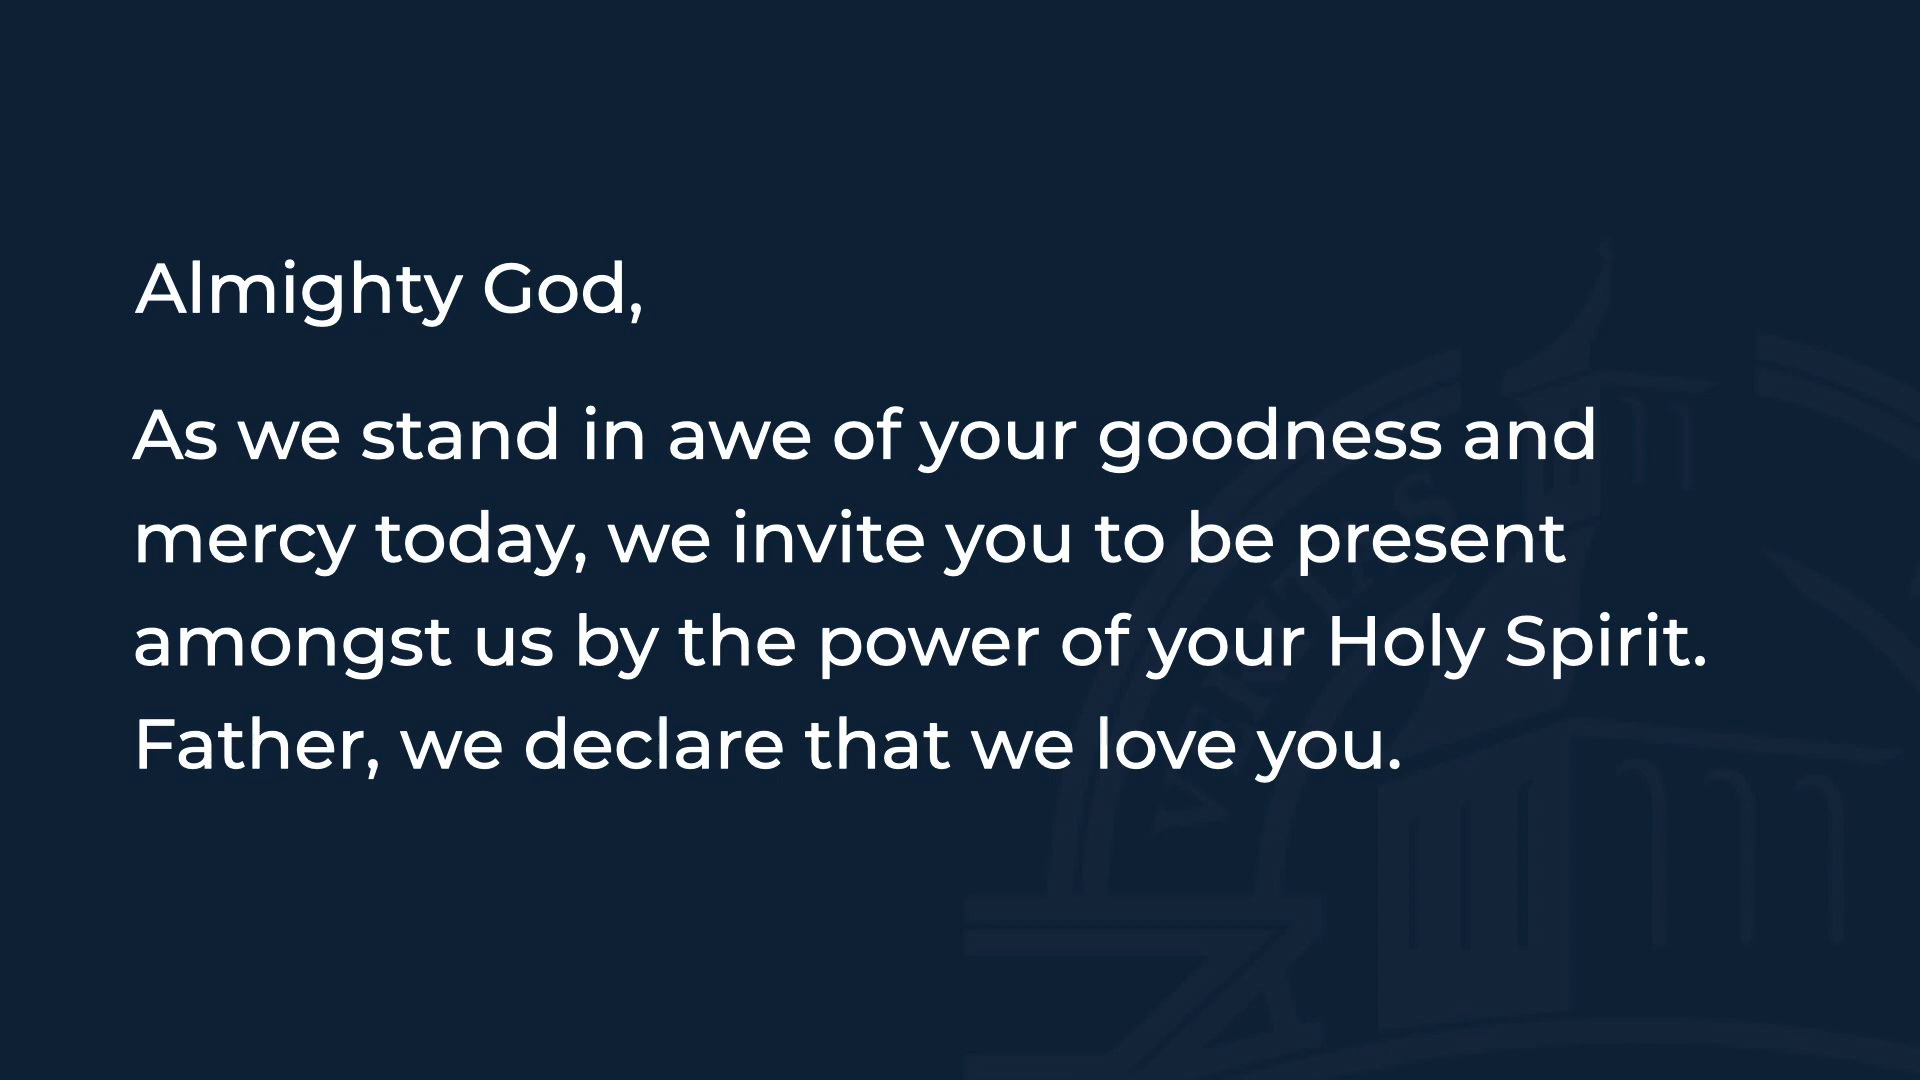 Almighty God,
As we stand in awe of your goodness and
mercy today, we invite you to be present
amongst us by the power of your Holy Spirit.
Father, we declare that we love you.
VERITAS